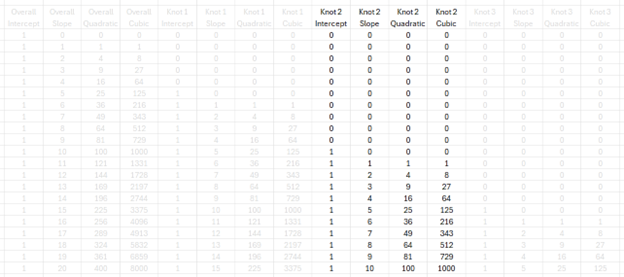 Overall Overall Overall Overall Knot 1 Knot 1 Knot 1 Knot 1 Knot 2 Knot 2 Knot 2 Knot 2 Knot 3 Knot 3 Knot 3 Knot 3
Intercept Slope Quadratic Cubic Intercept Slope Quadratic Cubic Intercept Slope Quadratic Cubic Intercept Slope Quadratic Cubic
1 0 0 0 0 0 0 0 0 0 0 0 0 0 0 0
1 1 1 1 0 0 0 0 0 0 0 0 0 0 0 0
1 2 4 8 0 0 0 0 0 0 0 0 0 0 0 0
1 3 9 27 0 0 0 0 0 0 0 0 0 0 0 0
1 4 16 64 0 0 0 0 0 0 0 0 0 0 0 0
1 5 25 125 1 0 0 0 0 0 0 0 0 0 0 0
1 6 36 216 1 1 1 1 0 0 0 0 0 0 0 0
1 7 49 343 1 2 4 8 0 0 0 0 0 0 0 0
1 8 64 512 1 3 9 27 0 0 0 0 0 0 0 0
1 9 81 729 1 4 16 64 0 0 0 0 0 0 0 0
1 10 100 1000 1 5 25 125 1 0 0 0 0 0 0 0
1 11 121 1331 1 6 36 216 1 1 1 1 0 0 0 0
1 12 144 1728 1 7 49 343 1 2 4 8 0 0 0 0
1 13 169 2197 1 8 64 512 1 3 9 27 0 0 0 0
1 14 196 2744 1 9 81 729 1 4 16 64 0 0 0 0
1 15 225 3375 1 10 100 1000 1 5 25 125 1 0 0 0
1 16 256 4096 1 11 121 1331 1 6 36 216 1 1 1 1
1 17 289 4913 1 12 144 1728 1 7 49 343 1 2 4 8
1 18 324 5832 1 13 169 2197 1 8 64 512 1 3 9 27
1 19 361 6859 1 14 196 2744 1 9 81 729 1 4 16 64
1 20 400 8000 1 15 225 3375 1 10 100 1000 1 5 25 125